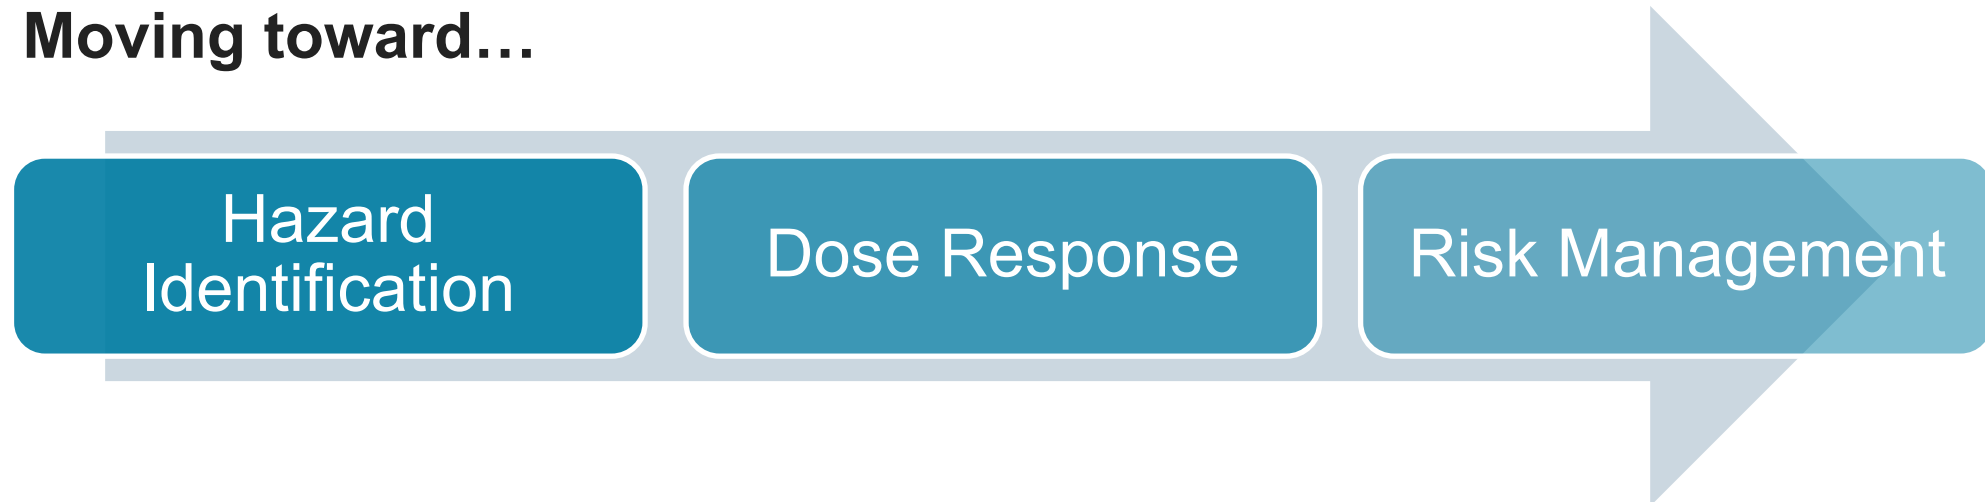 Moving toward…
Hazard
Identification
Dose Response
Risk Management